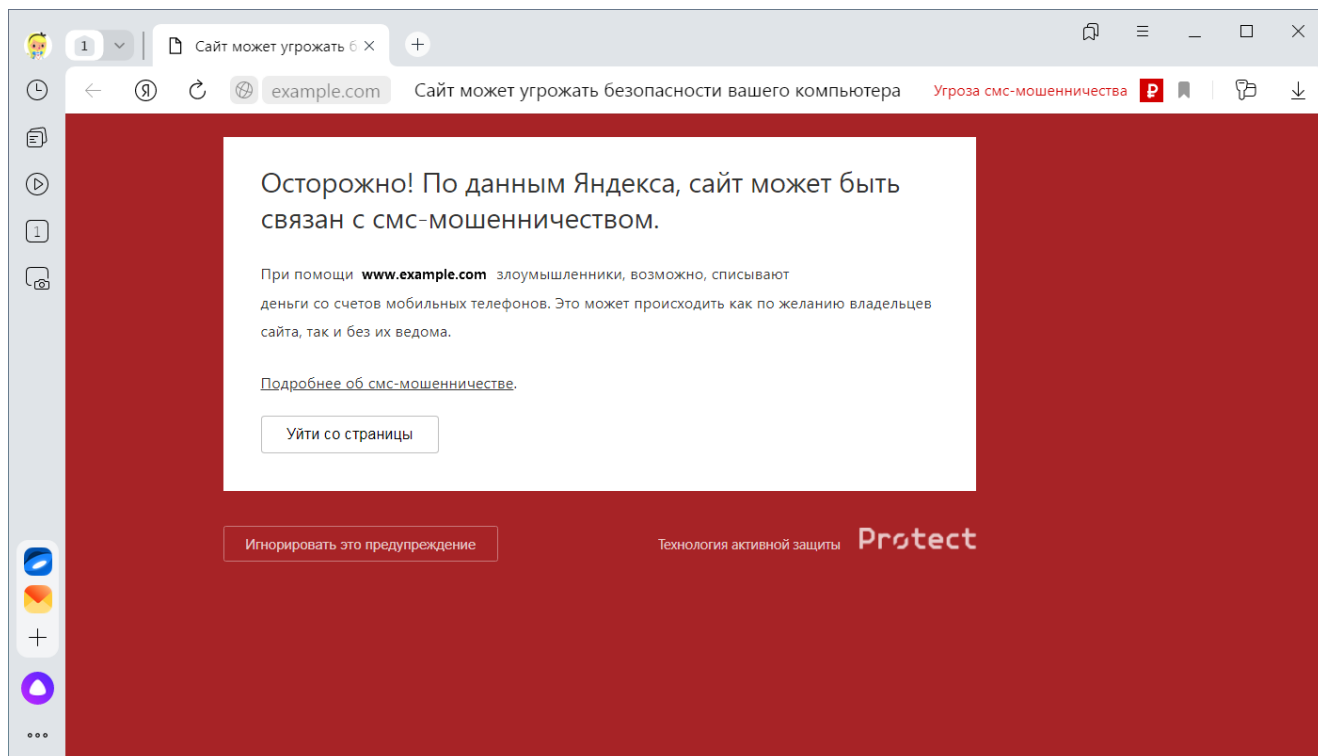 1
Сайт может угрожать б
example.com Сайт может угрожать безопасности вашего компьютера Угроза смс-мошенничества
1
Осторожно! По данным Яндекса, сайт может быть
связан с смс-мошенничеством.
При помощи www.example.com злоумышленники, возможно, списывают
деньги со счетов мобильных телефонов. Это может происходить как по желанию владельцев
сайта, так и без их ведома.
Подробнее об смс-мошенничестве.
Уйти со страницы
Игнорировать это предупреждение
Технология активной защиты Protect